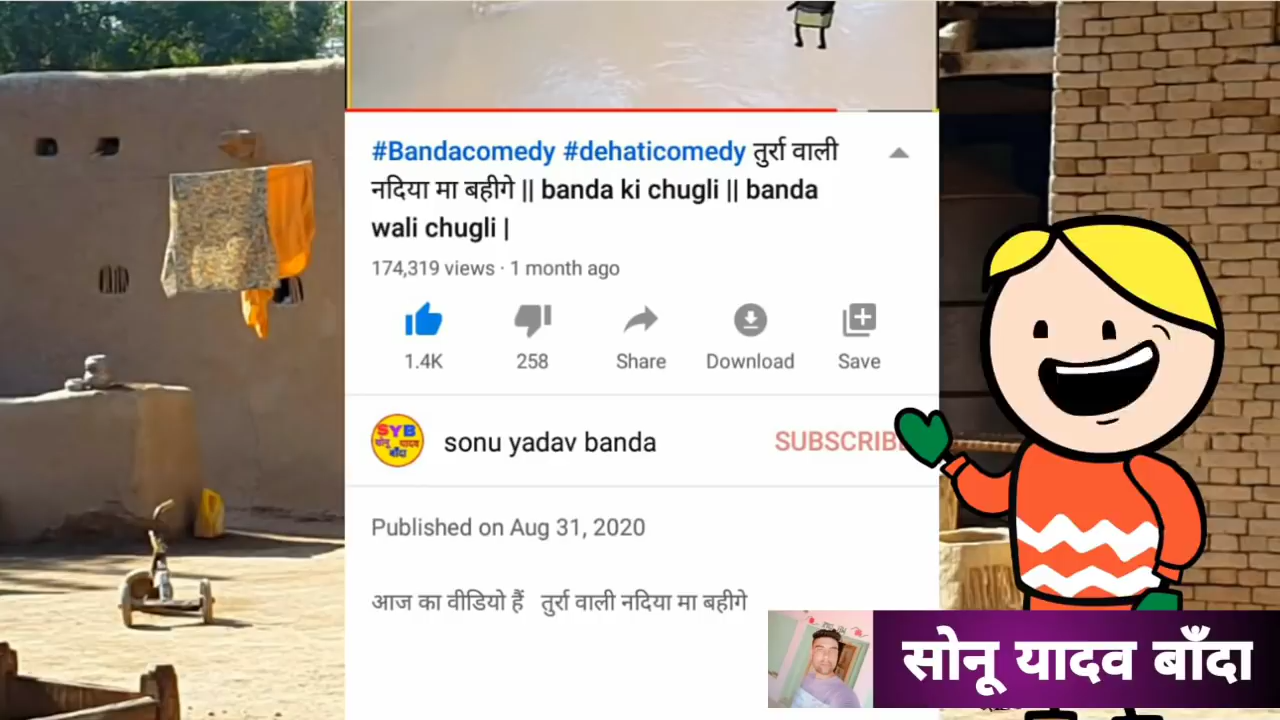 #Bandacomedy #dehaticomedy तुर्रा वाली
नदिया मा बहीगे || banda ki chugli || banda
wali chugli |
174,319 views · 1 month ago
1.4K 258 Share Download Save
SYB
सोनू यादव
बाँदा
sonu yadav banda
SUBSCRIB
Published on Aug 31, 2020
आज का वीडियो हैं तुर्रा वाली नदिया मा बहीगे
सोनू यादव बाँदा